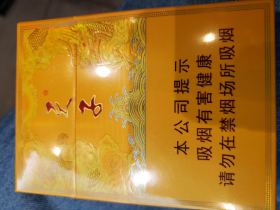 天子
本公司提示
吸烟有害健康
请勿在禁烟场所吸烟